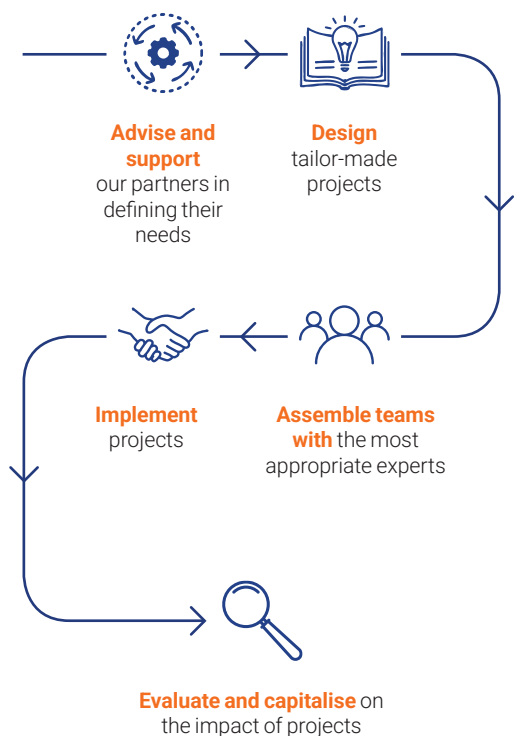 Advise and
support
our partners in
defining their
needs
Design
tailor-made
projects
Assemble teams
with the most
appropriate experts
Implement
projects
Evaluate and capitalise on
the impact of projects